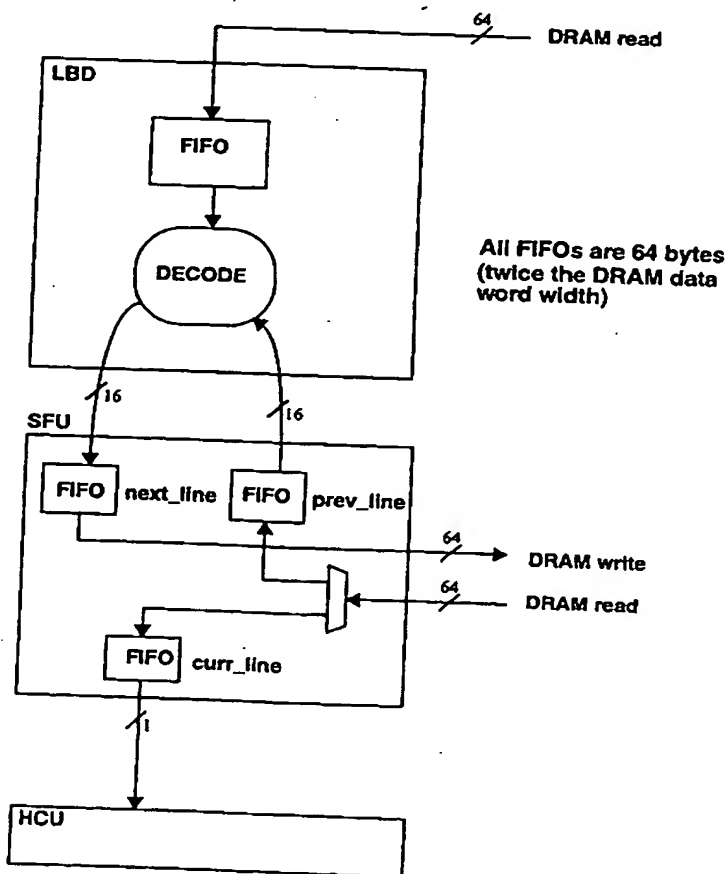 64
DRAM read
LBD
FIFO
DECODE
All FIFOs are 64 bytes
(twice the DRAM data
word width)
16
16
SFU
FIFO
next_line
FIFO
prev_line
64
DRAM write
64
DRAM read
FIFO
curr_line
1
HCU